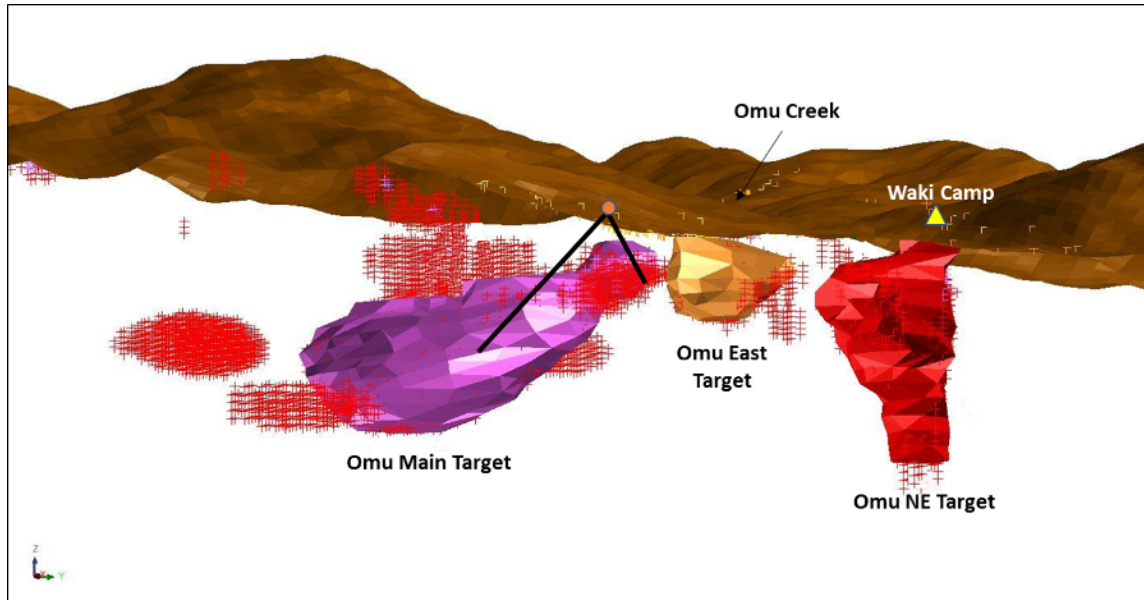 Omu Creek
Waki Camp
Omu East
Target
Omu Main Target
Omu NE Target
Z
X
Y